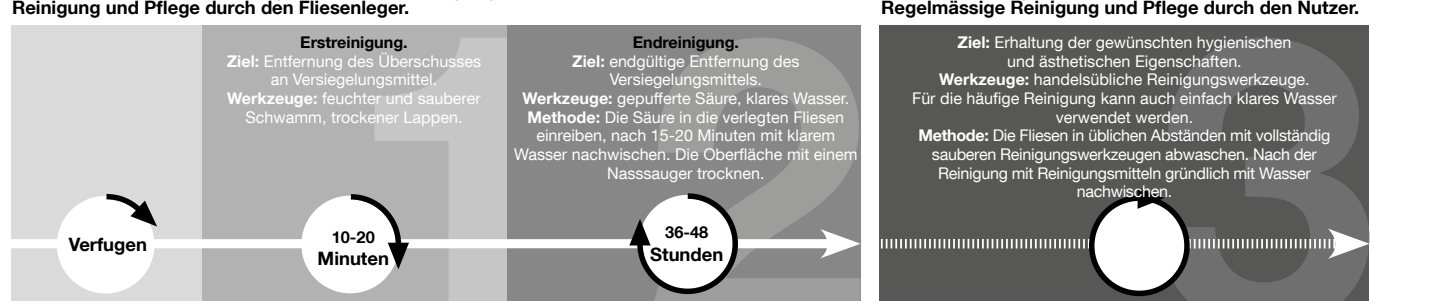 Reinigung und Pflege durch den Fliesenleger.
Erstreinigung.
Ziel: Entfernung des Überschusses
an Versiegelungsmittel.
Werkzeuge: feuchter und sauberer
Schwamm, trockener Lappen.
1
Endreinigung.
Ziel: endgültige Entfernung des
Versiegelungsmittels.
Werkzeuge: gepufferte Säure, klares Wasser.
Methode: Die Säure in die verlegten Fliesen
einreiben, nach 15-20 Minuten mit klarem
Wasser nachwischen. Die Oberfläche mit einem
Nasssauger trocknen.
2
Verfugen
10-20
Minuten
36-48
Stunden
Regelmässige Reinigung und Pflege durch den Nutzer.
Ziel: Erhaltung der gewünschten hygienischen
und ästhetischen Eigenschaften.
Werkzeuge: handelsübliche Reinigungswerkzeuge.
Für die häufige Reinigung kann auch einfach klares Wasser
verwendet werden.
Methode: Die Fliesen in üblichen Abständen mit vollständig
sauberen Reinigungswerkzeugen abwaschen. Nach der
Reinigung mit Reinigungsmitteln gründlich mit Wasser
nachwischen.
3